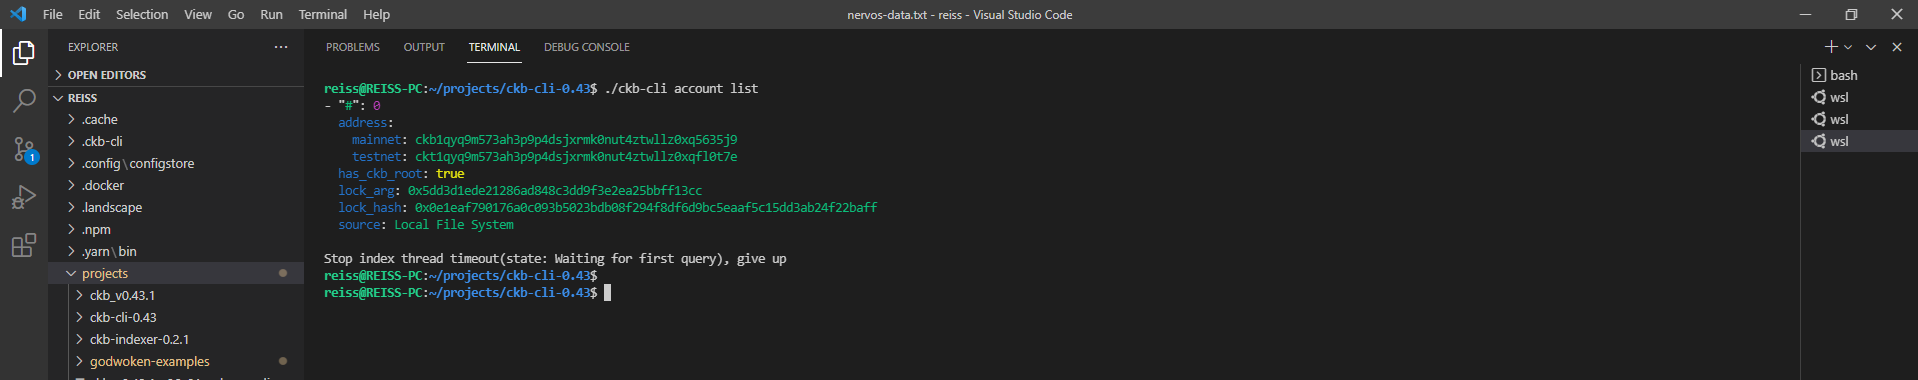 File Edit Selection View Go Run Terminal Help
nervos-data.txt - reiss - Visual Studio Code
EXPLORER
PROBLEMS OUTPUT TERMINAL DEBUG CONSOLE
OPEN EDITORS
REISS
.cache
.ckb-cli
.config\configstore
.docker
.landscape
.npm
.yarn\bin
projects
ckb_v0.43.1
ckb-cli-0.43
ckb-indexer-0.2.1
godwoken-examples
1
reiss@REISS-PC:~/projects/ckb-cli-0.43$ ./ckb-cli account list
- "#": 0
address:
mainnet: ckb1qyq9m573ah3p9p4dsjxrmk0nut4ztwllz0xq5635j9
testnet: ckt1qyq9m573ah3p9p4dsjxrmk0nut4ztwllz0xqfl0t7e
has_ckb_root: true
lock_arg: 0x5dd3d1ede21286ad848c3dd9f3e2ea25bbff13cc
lock_hash: 0x0e1eaf790176a0c093b5023bdb08f294f8df6d9bc5eaaf5c15dd3ab24f22baff
source: Local File System
Stop index thread timeout(state: Waiting for first query), give up
reiss@REISS-PC:~/projects/ckb-cli-0.43$
reiss@REISS-PC:~/projects/ckb-cli-0.43$
bash
wsl
wsl
wsl